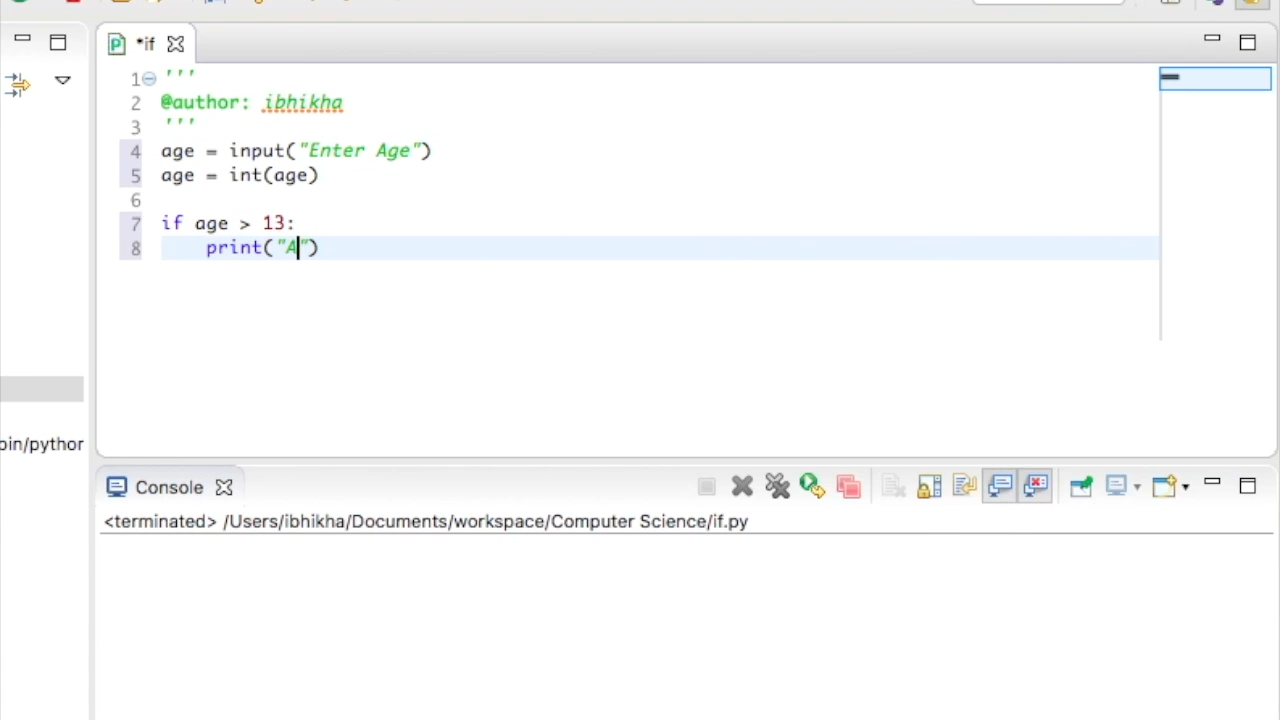 *if
1 '''
2 @author: ibhikha
3 '''
4 age = input("Enter Age")
5 age = int(age)
6
7 if age > 13:
8     print("A")
bin/pythor
Console
<terminated> /Users/ibhikha/Documents/workspace/Computer Science/if.py